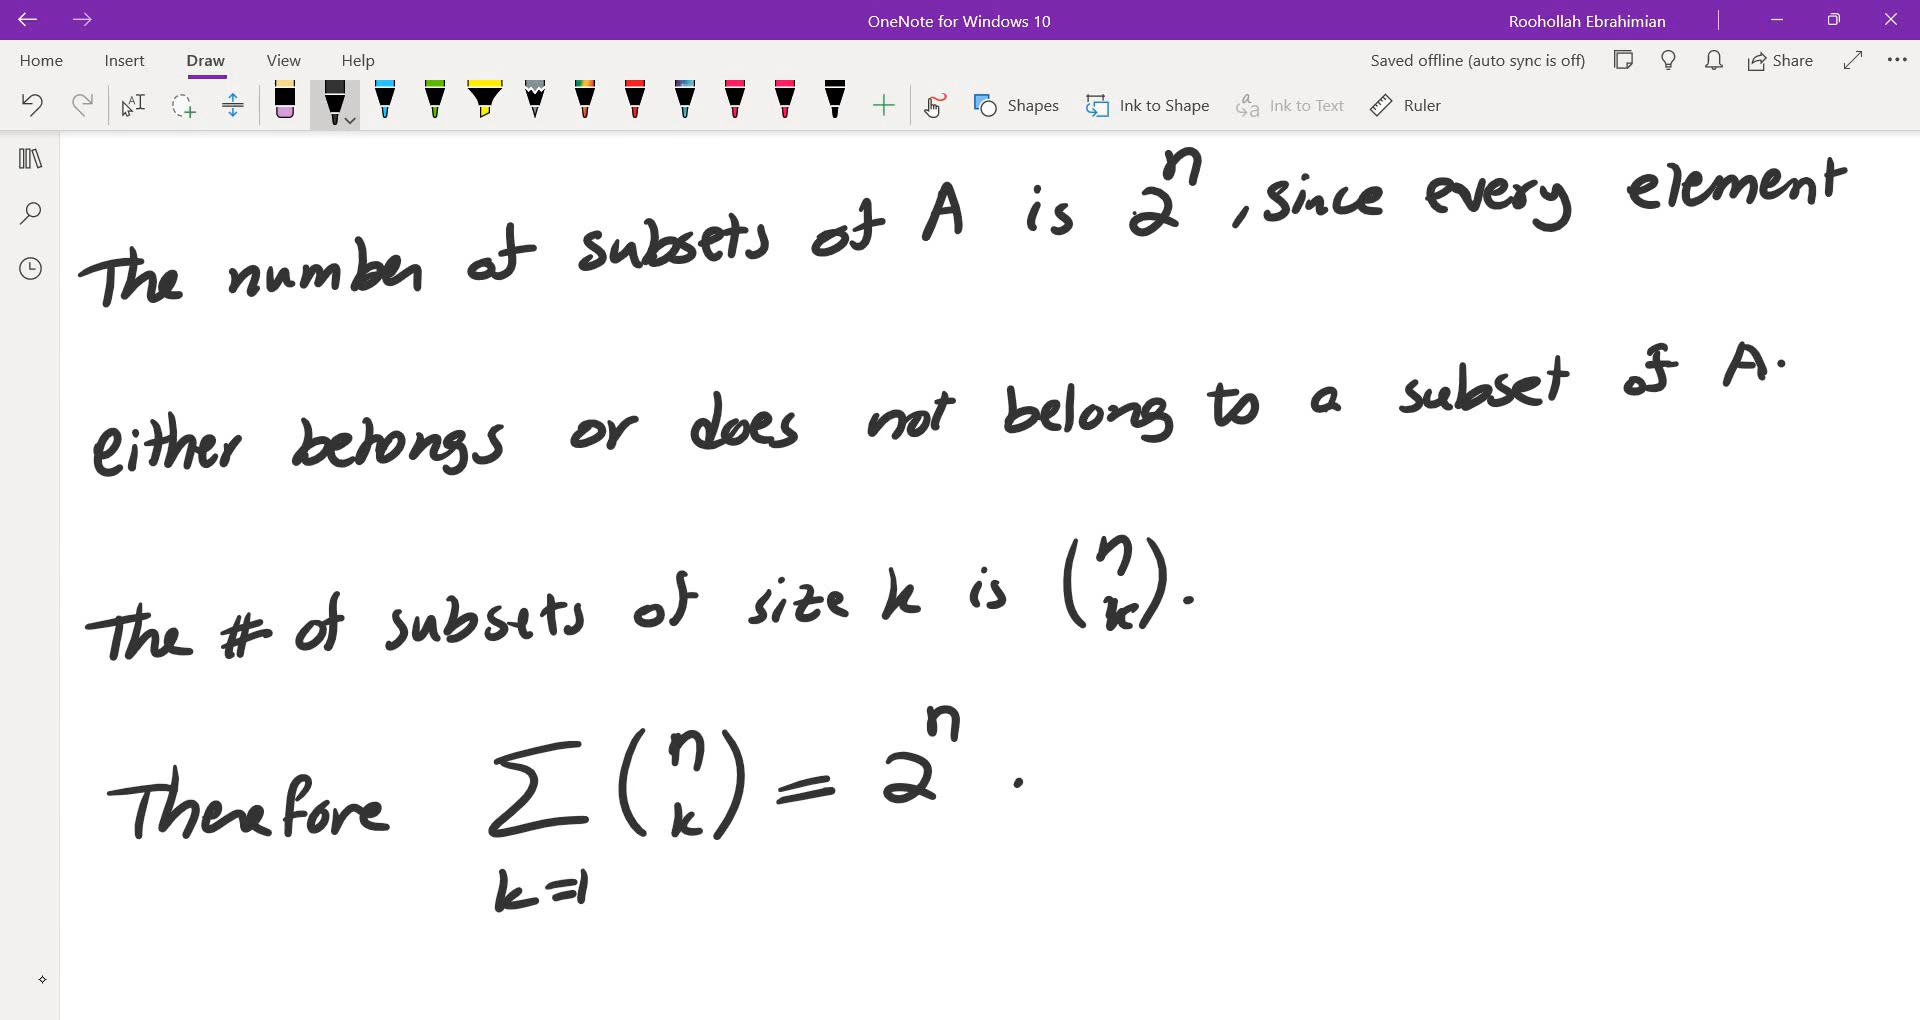 OneNote for Windows 10
Roohollah Ebrahimian
Home Insert Draw View Help
Saved offline (auto sync is off) Share
Shapes Ink to Shape Ink to Text Ruler
The number of subsets of A is 2^n, since every element
either belongs or does not belong to a subset of A.
The # of subsets of size k is (n k).
Therefore ∑ k=1 (n k) = 2^n.